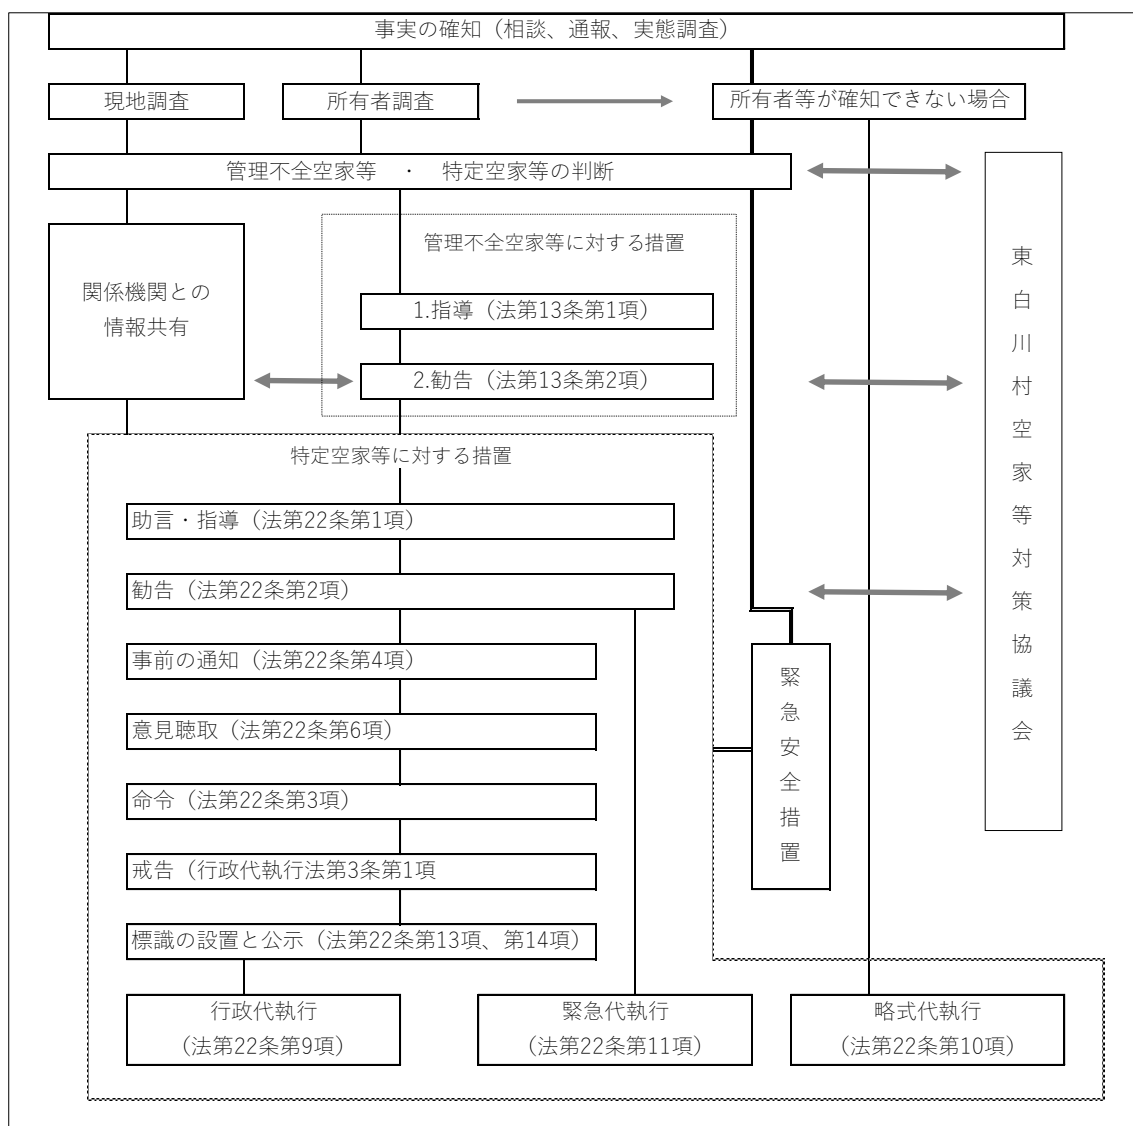 事実の確知（相談、通報、実態調査）
現地調査
所有者調査
所有者等が確知できない場合
管理不全空家等　・　特定空家等の判断
管理不全空家等に対する措置
関係機関との
情報共有
1.指導（法第13条第1項）
2.勧告（法第13条第2項）
東白川村空家等対策協議会
特定空家等に対する措置
助言・指導（法第22条第1項）
勧告（法第22条第2項）
事前の通知（法第22条第4項）
意見聴取（法第22条第6項）
命令（法第22条第3項）
戒告（行政代執行法第3条第1項
標識の設置と公示（法第22条第13項、第14項）
緊急安全措置
行政代執行
（法第22条第9項）
緊急代執行
（法第22条第11項）
略式代執行
（法第22条第10項）